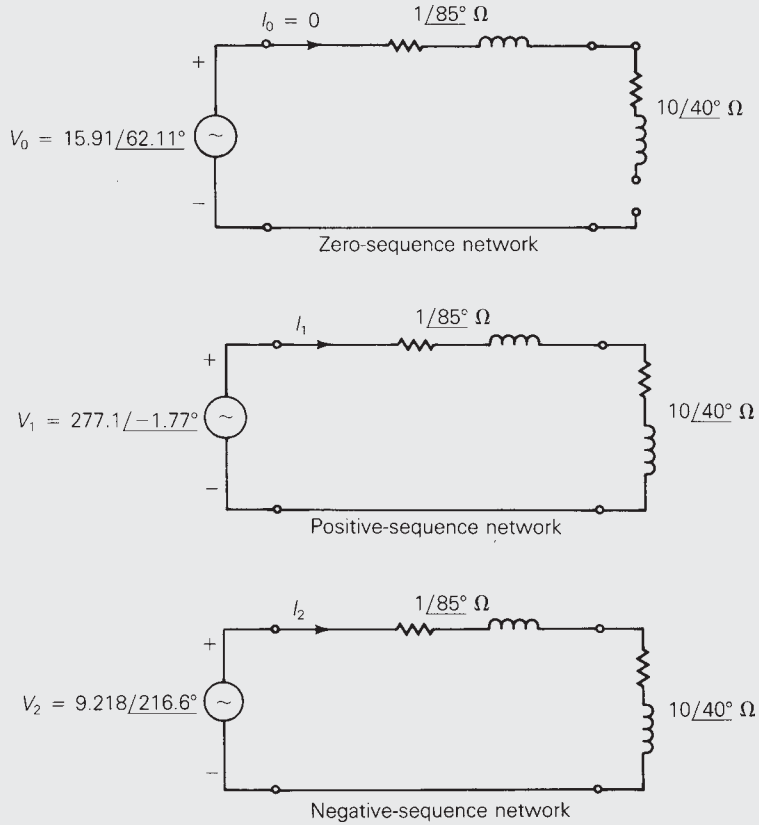 I₀ = 0
1/85° Ω
+
V₀ = 15.91/62.11°
~
10/40° Ω
−
Zero-sequence network
I₁
1/85° Ω
+
V₁ = 277.1/−1.77°
~
10/40° Ω
−
Positive-sequence network
I₂
1/85° Ω
+
V₂ = 9.218/216.6°
~
10/40° Ω
−
Negative-sequence network